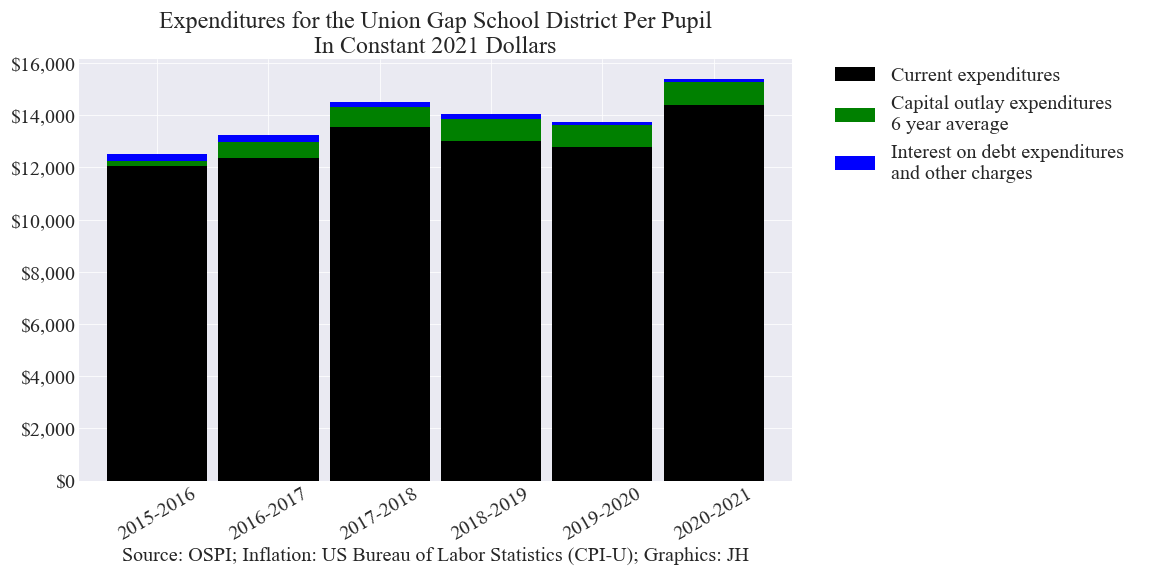 Expenditures for the Union Gap School District Per Pupil
In Constant 2021 Dollars
$16,000
$14,000
$12,000
$10,000
$8,000
$6,000
$4,000
$2,000
$0
2015-2016
2016-2017
2017-2018
2018-2019
2019-2020
2020-2021
Source: OSPI; Inflation: US Bureau of Labor Statistics (CPI-U); Graphics: JH
Current expenditures
Capital outlay expenditures
6 year average
Interest on debt expenditures
and other charges